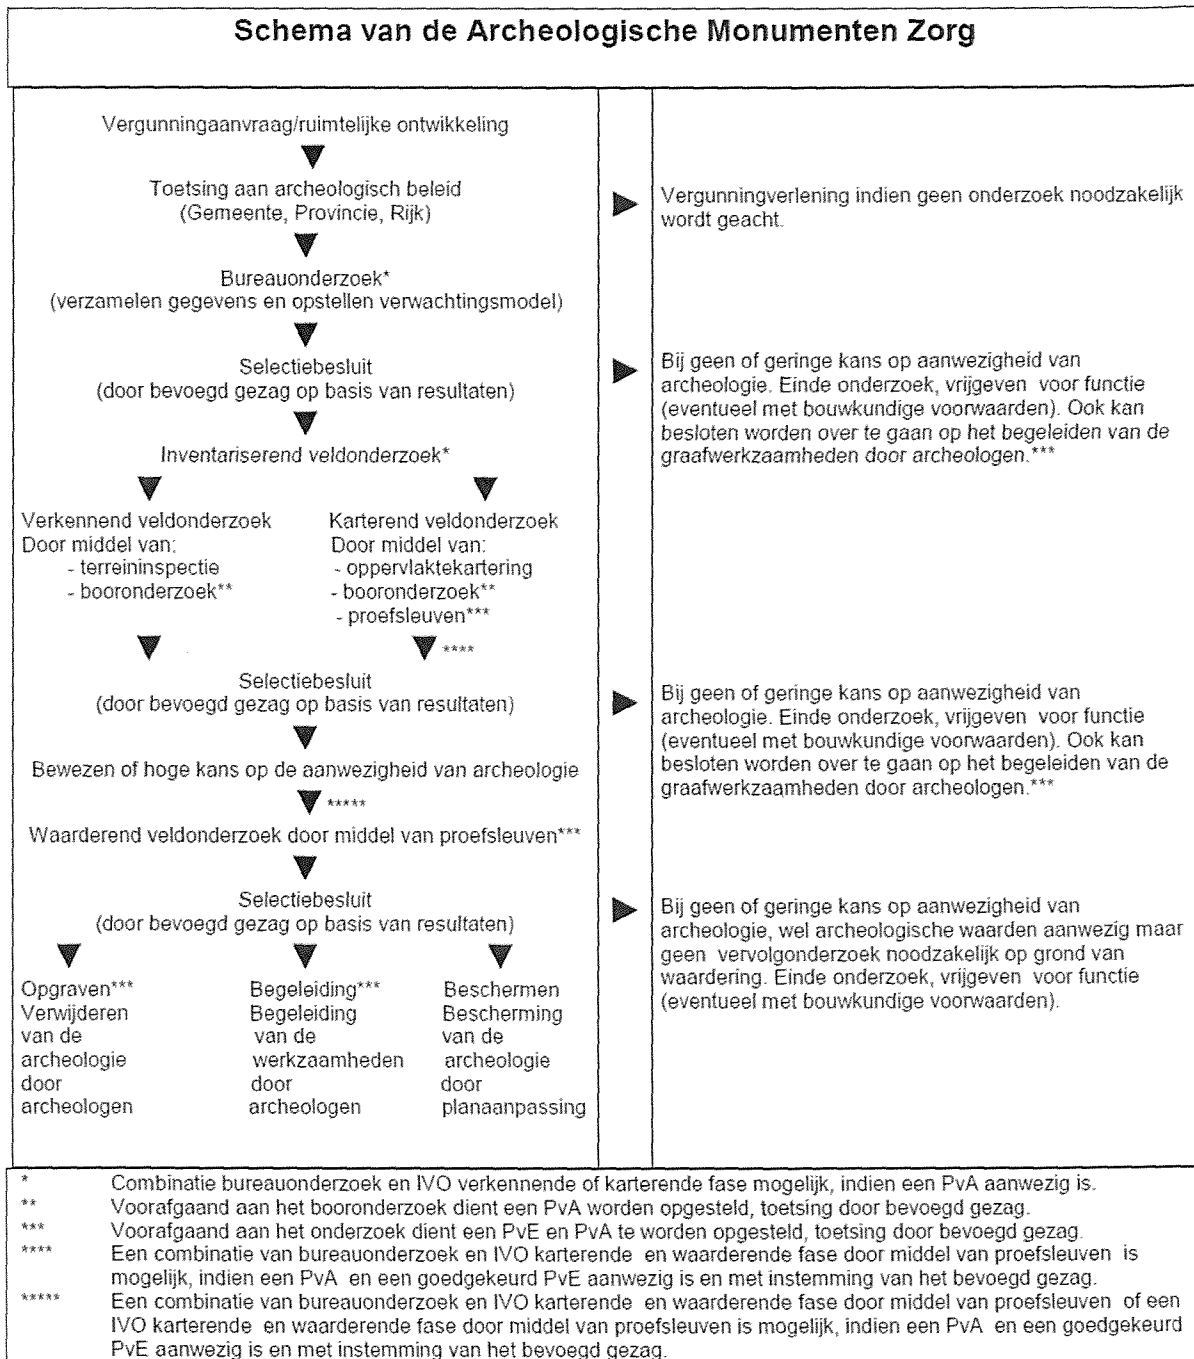 Schema van de Archeologische Monumenten Zorg
Vergunningaanvraag/ruimtelijke ontwikkeling
Toetsing aan archeologisch beleid
(Gemeente, Provincie, Rijk)
Vergunningverlening indien geen onderzoek noodzakelijk
wordt geacht.
Bureauonderzoek*
(verzamelen gegevens en opstellen verwachtingsmodel)
Selectiebesluit
(door bevoegd gezag op basis van resultaten)
Bij geen of geringe kans op aanwezigheid van
archeologie. Einde onderzoek, vrijgeven voor functie
(eventueel met bouwkundige voorwaarden). Ook kan
besloten worden over te gaan op het begeleiden van de
graafwerkzaamheden door archeologen.***
Inventariserend veldonderzoek*
Verkennend veldonderzoek
Door middel van:
- terreininspectie
- booronderzoek**
Karterend veldonderzoek
Door middel van:
- oppervlaktekartering
- booronderzoek**
- proefsleuven***
****
Selectiebesluit
(door bevoegd gezag op basis van resultaten)
Bij geen of geringe kans op aanwezigheid van
archeologie. Einde onderzoek, vrijgeven voor functie
(eventueel met bouwkundige voorwaarden). Ook kan
besloten worden over te gaan op het begeleiden van de
graafwerkzaamheden door archeologen.***
Bewezen of hoge kans op de aanwezigheid van archeologie
*****
Waarderend veldonderzoek door middel van proefsleuven***
Selectiebesluit
(door bevoegd gezag op basis van resultaten)
Bij geen of geringe kans op aanwezigheid van
archeologie, wel archeologische waarden aanwezig maar
geen vervolgonderzoek noodzakelijk op grond van
waardering. Einde onderzoek, vrijgeven voor functie
(eventueel met bouwkundige voorwaarden).
Opgraven***
Verwijderen
van de
archeologie
door
archeologen
Begeleiding***
Begeleiding
van de
werkzaamheden
door
archeologen
Beschermen
Bescherming
van de
archeologie
door
planaanpassing
* Combinatie bureauonderzoek en IVO verkennende of karterende fase mogelijk, indien een PvA aanwezig is.
** Voorafgaand aan het booronderzoek dient een PvA worden opgesteld, toetsing door bevoegd gezag.
*** Voorafgaand aan het onderzoek dient een PvE en PvA te worden opgesteld, toetsing door bevoegd gezag.
**** Een combinatie van bureauonderzoek en IVO karterende en waarderende fase door middel van proefsleuven is
mogelijk, indien een PvA en een goedgekeurd PvE aanwezig is en met instemming van het bevoegd gezag.
***** Een combinatie van bureauonderzoek en IVO karterende en waarderende fase door middel van proefsleuven of een
IVO karterende en waarderende fase door middel van proefsleuven is mogelijk, indien een PvA en een goedgekeurd
PvE aanwezig is en met instemming van het bevoegd gezag.